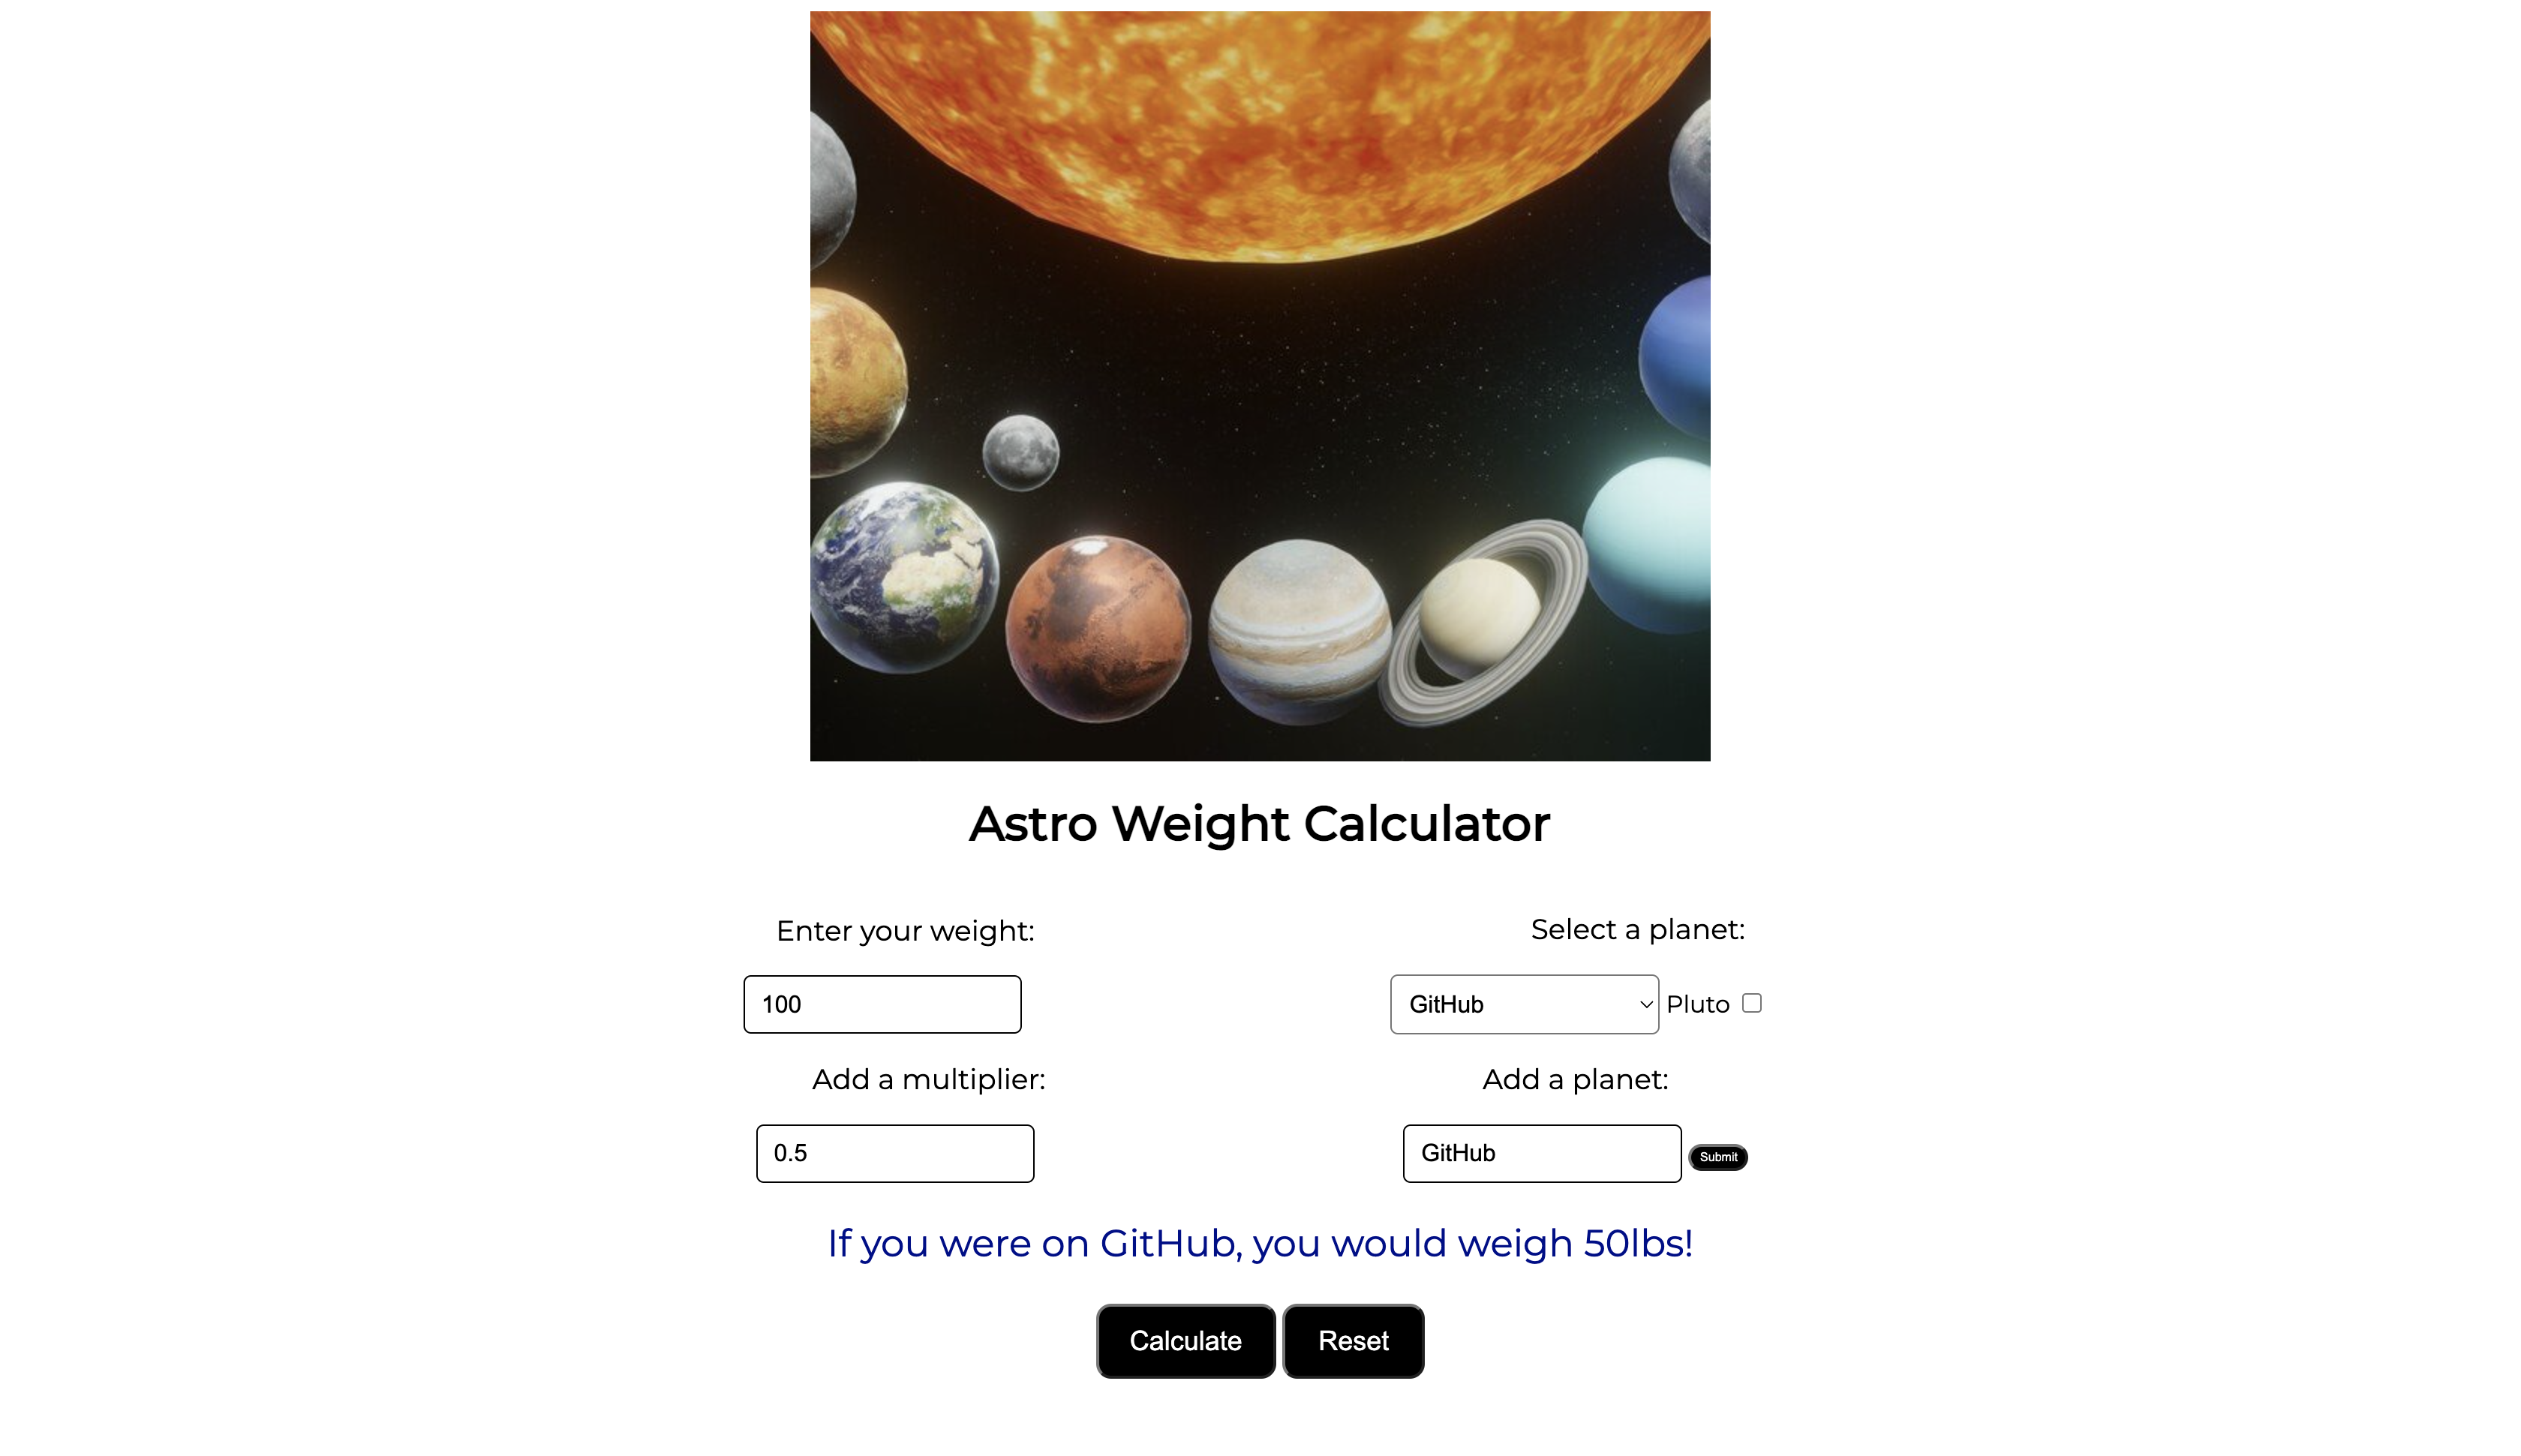 Astro Weight Calculator
Enter your weight:
Select a planet:
100
GitHub
Pluto
Add a multiplier:
Add a planet:
0.5
GitHub
Submit
If you were on GitHub, you would weigh 50lbs!
Calculate
Reset